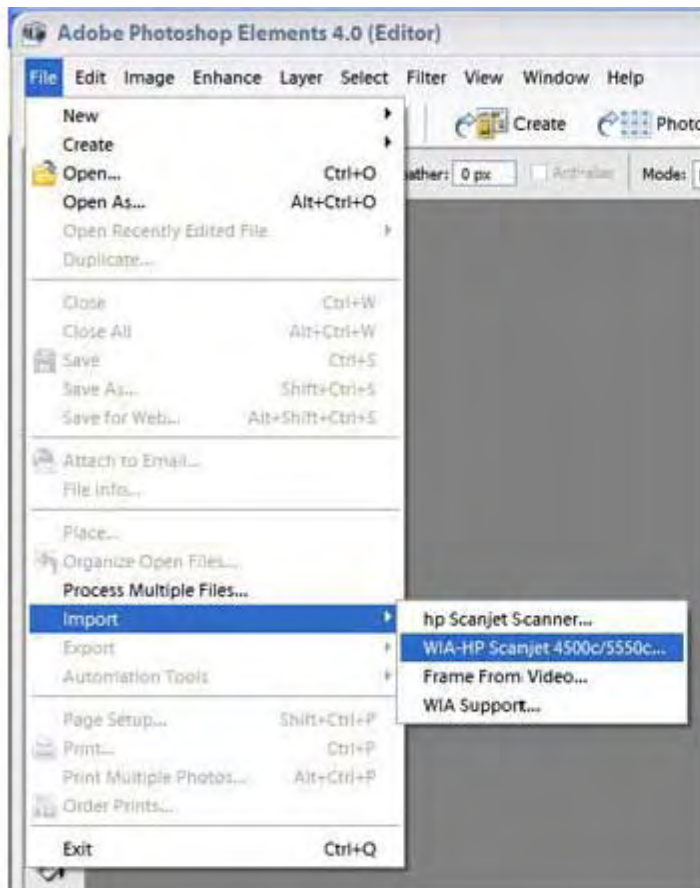 Adobe Photoshop Elements 4.0 (Editor)
File Edit Image Enhance Layer Select Filter View Window Help
Create Photo
ather: 0 px Anti-alias Mode:
New
Create
Open... Ctrl+O
Open As... Alt+Ctrl+O
Open Recently Edited File
Duplicate...
Close Ctrl+W
Close All Alt+Ctrl+W
Save Ctrl+S
Save As... Shift+Ctrl+S
Save for Web... Alt+Shift+Ctrl+S
Attach to Email...
File Info...
Place...
Organize Open Files...
Process Multiple Files...
Import
hp Scanjet Scanner...
Export
WIA-HP Scanjet 4500c/5550c...
Automation Tools
Frame From Video...
WIA Support...
Page Setup... Shift+Ctrl+P
Print... Ctrl+P
Print Multiple Photos... Alt+Ctrl+P
Order Prints...
Exit Ctrl+Q